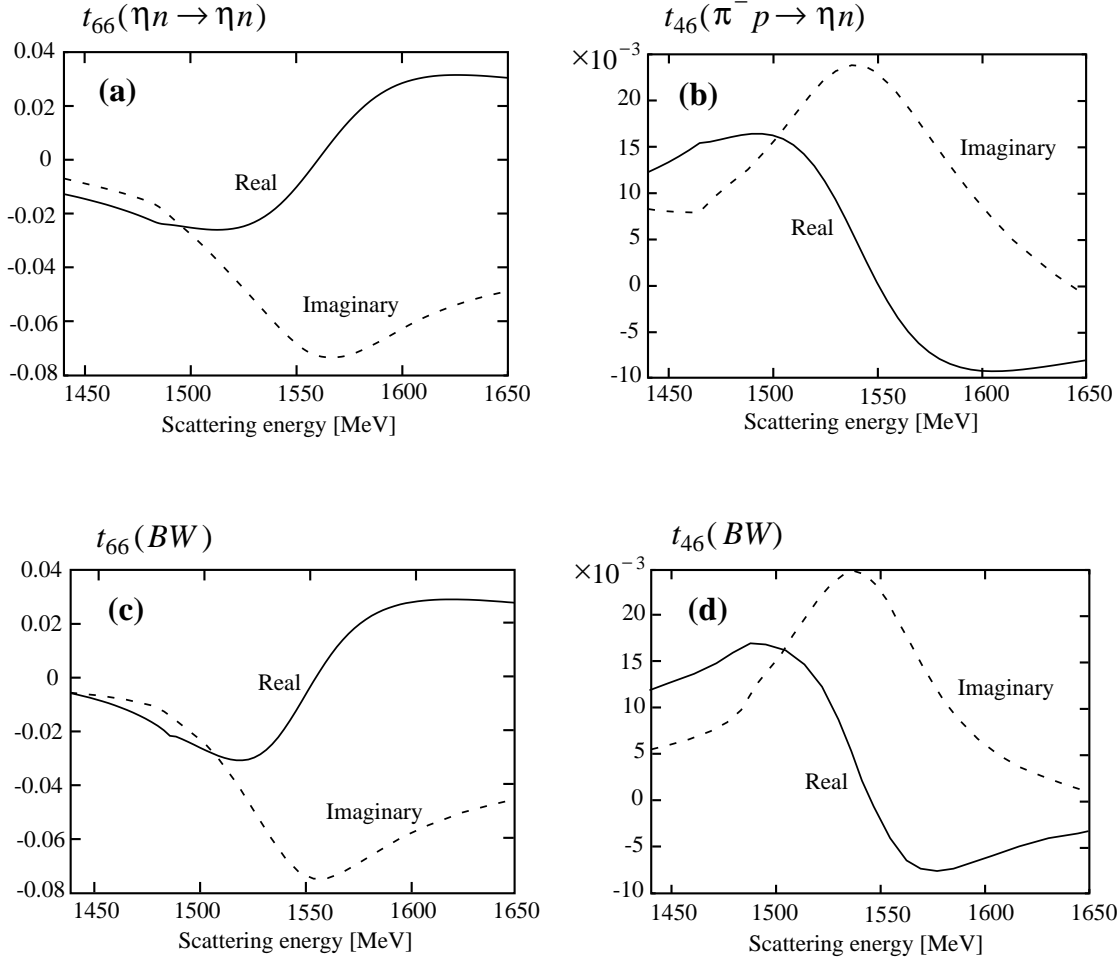 t66(ηn → ηn)
(a)
0.04
0.02
0
-0.02
-0.04
-0.06
-0.08
Real
Imaginary
1450 1500 1550 1600 1650
Scattering energy [MeV]
t46(π⁻p → ηn)
×10⁻³
(b)
20
15
10
5
0
-5
-10
Imaginary
Real
1450 1500 1550 1600 1650
Scattering energy [MeV]
t66(BW)
(c)
0.04
0.02
0
-0.02
-0.04
-0.06
-0.08
Real
Imaginary
1450 1500 1550 1600 1650
Scattering energy [MeV]
t46(BW)
×10⁻³
(d)
20
15
10
5
0
-5
-10
Imaginary
Real
1450 1500 1550 1600 1650
Scattering energy [MeV]